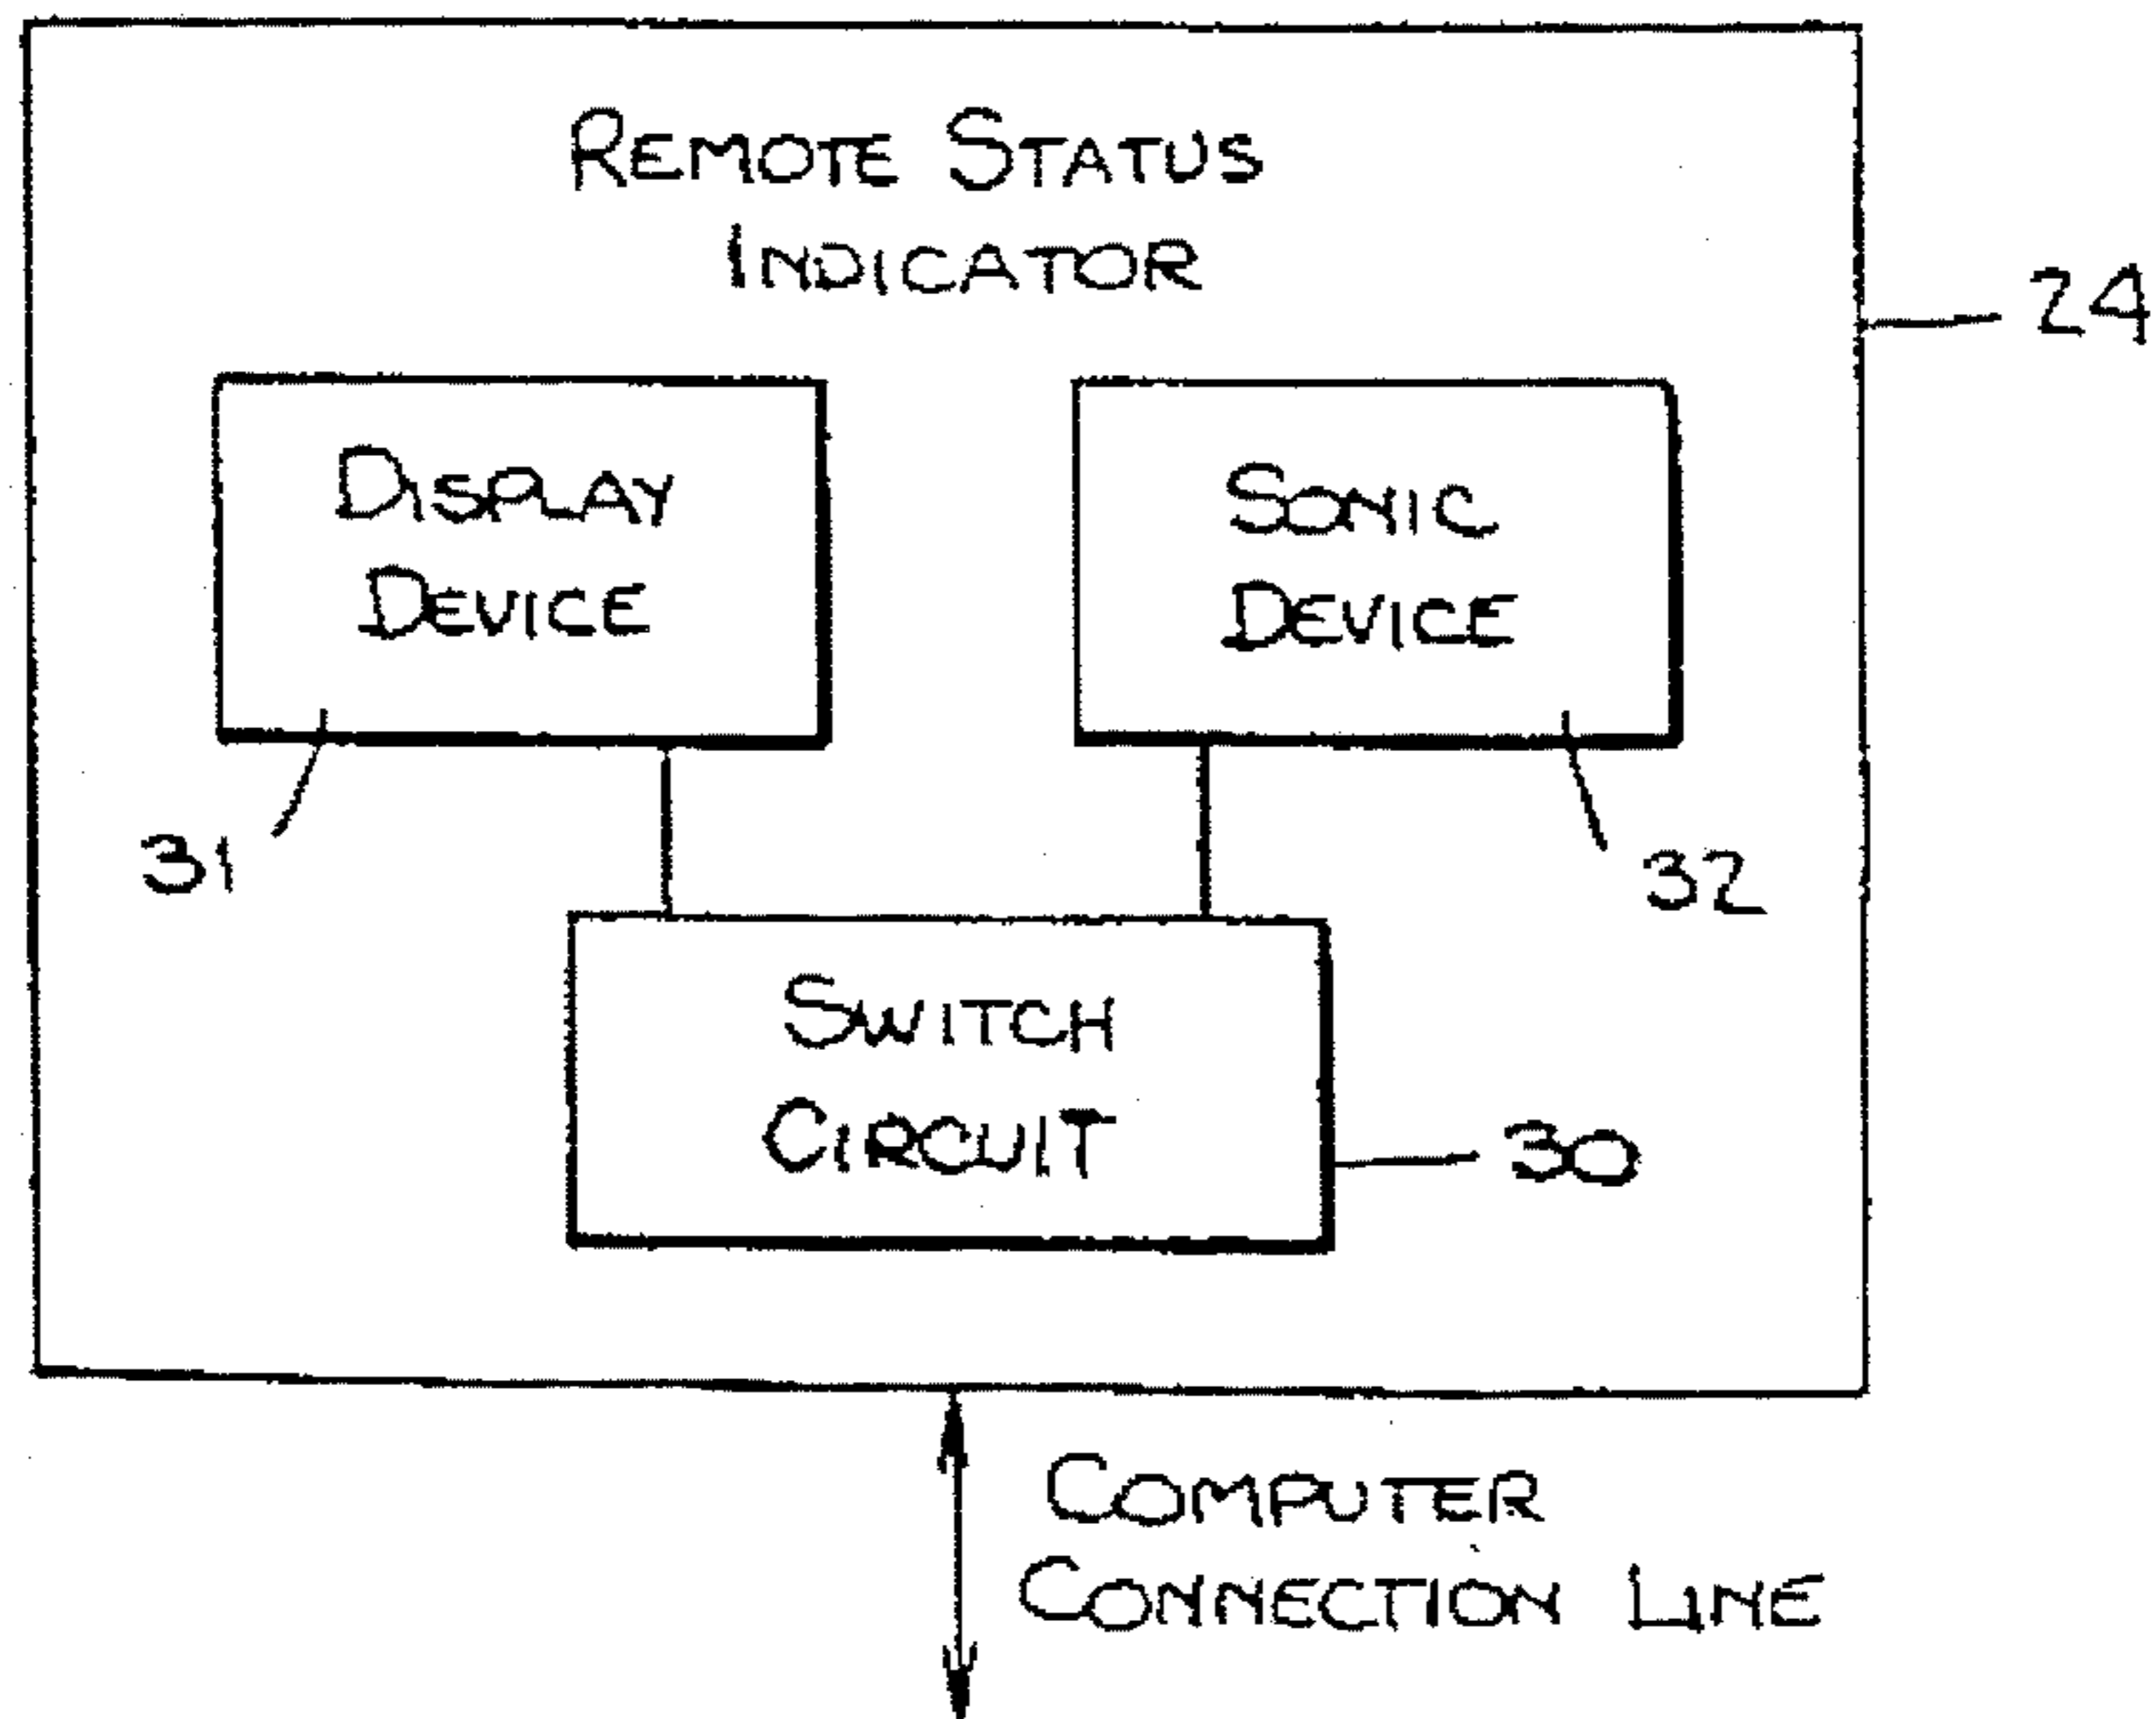 REMOTE STATUS
INDICATOR
24
DISPLAY
DEVICE
SONIC
DEVICE
31
32
SWITCH
CIRCUIT
30
COMPUTER
CONNECTION LINE